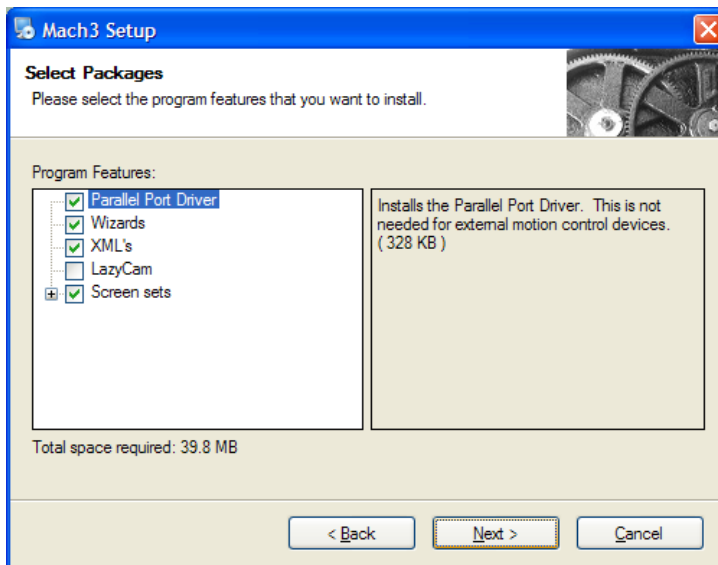 Mach3 Setup
Select Packages
Please select the program features that you want to install.
Program Features:
Parallel Port Driver
Wizards
XML's
LazyCam
Screen sets
Installs the Parallel Port Driver. This is not
needed for external motion control devices.
( 328 KB )
Total space required: 39.8 MB
< Back
Next >
Cancel